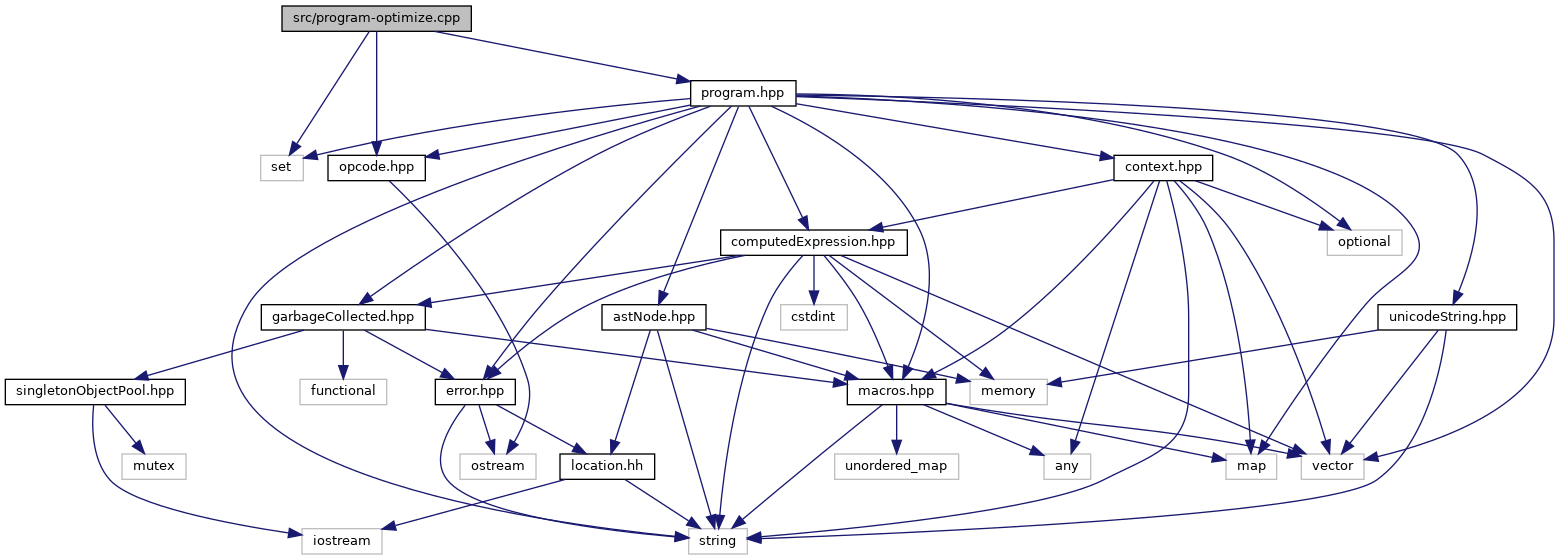 src/program-optimize.cpp
program.hpp
set
opcode.hpp
context.hpp
computedExpression.hpp
optional
garbageCollected.hpp
astNode.hpp
cstdint
unicodeString.hpp
singletonObjectPool.hpp
functional
error.hpp
macros.hpp
memory
mutex
ostream
location.hh
unordered_map
any
map
vector
iostream
string